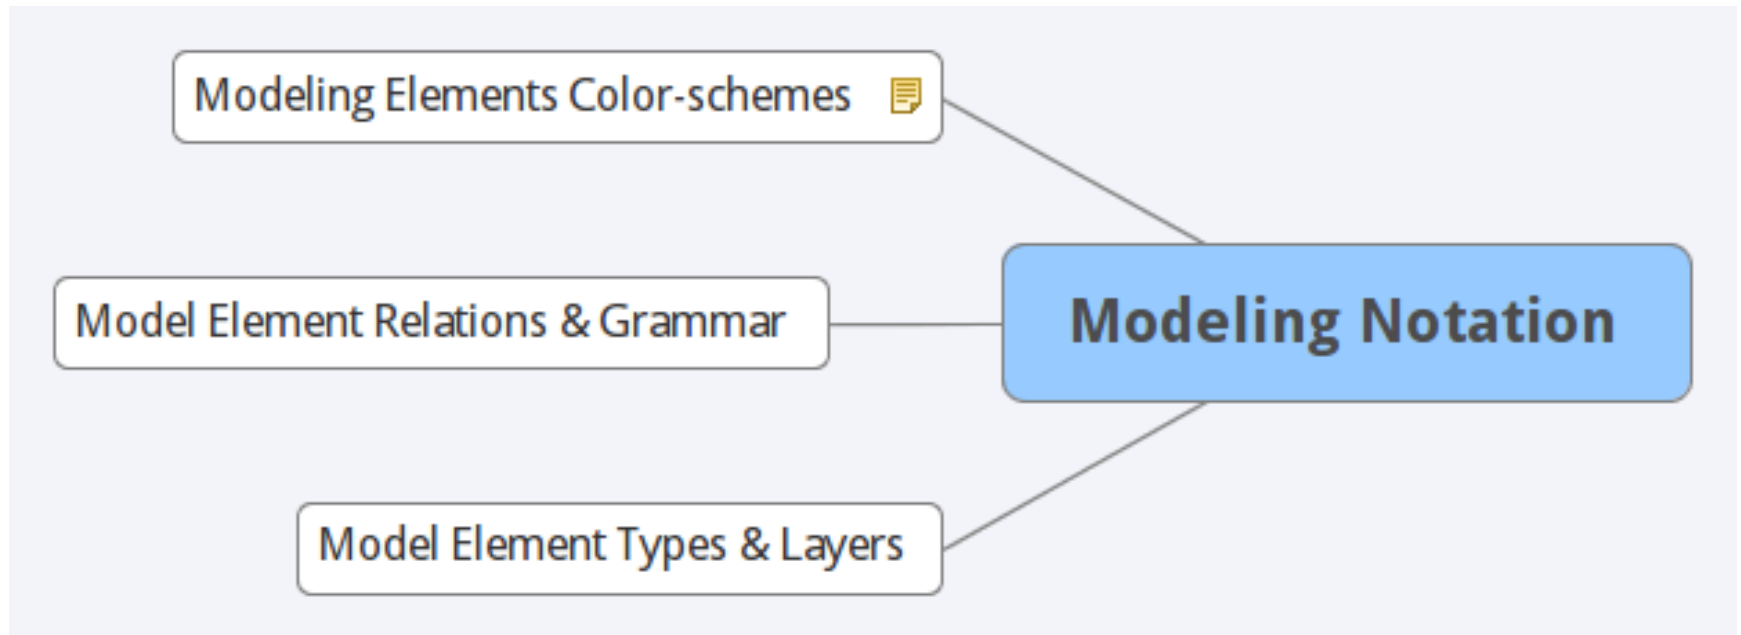 Modeling Elements Color-schemes
Model Element Relations & Grammar
Modeling Notation
Model Element Types & Layers